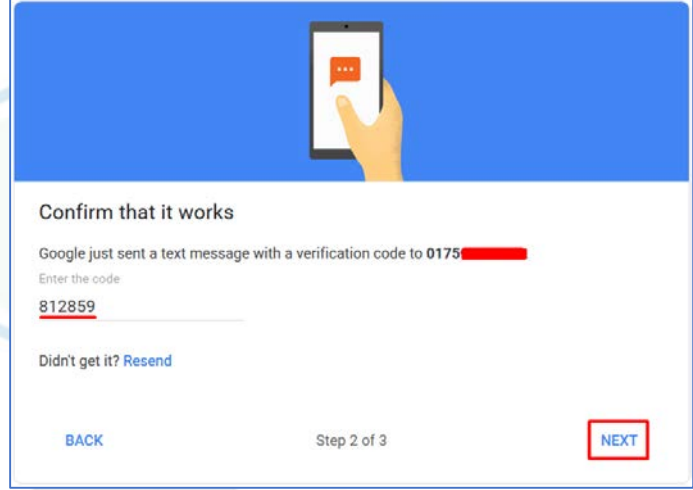 Confirm that it works
Google just sent a text message with a verification code to 0175
Enter the code
812859
Didn't get it? Resend
BACK Step 2 of 3 NEXT